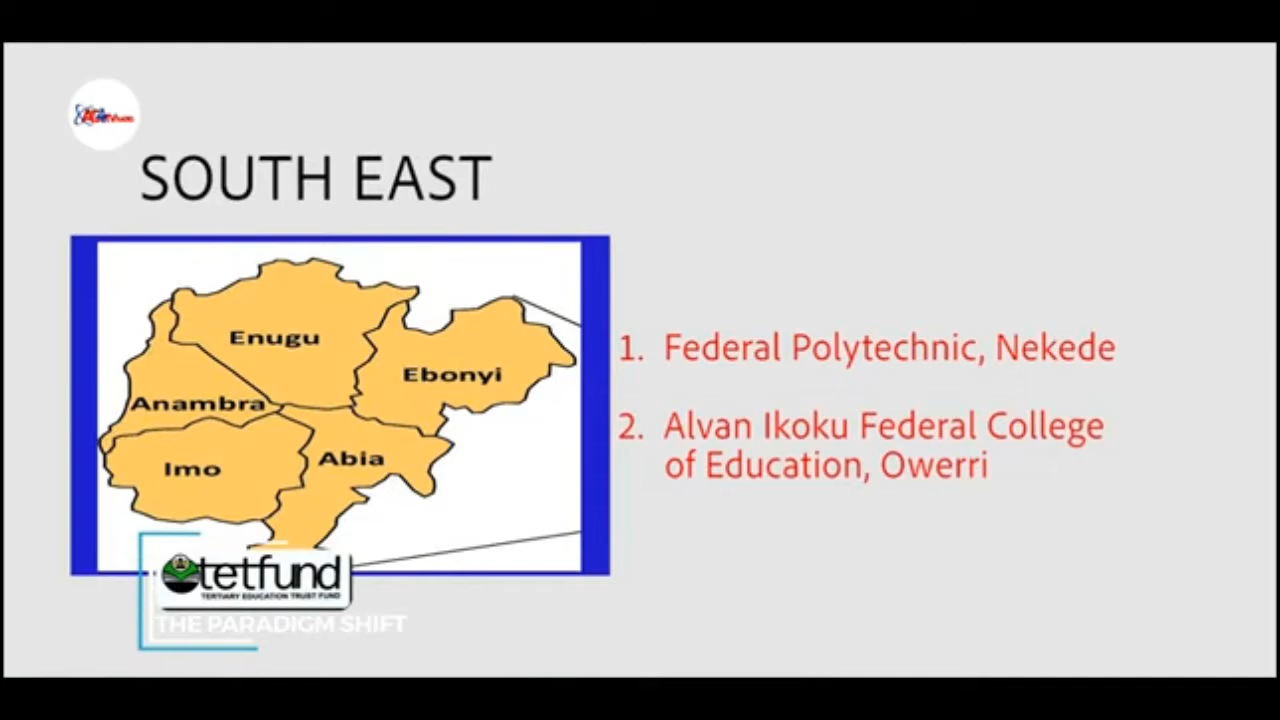 SOUTH EAST
Enugu
Ebonyi
Anambra
Imo
Abia
1. Federal Polytechnic, Nekede
2. Alvan Ikoku Federal College
of Education, Owerri
tetfund
TERTIARY EDUCATION TRUST FUND
THE PARADIGM SHIFT